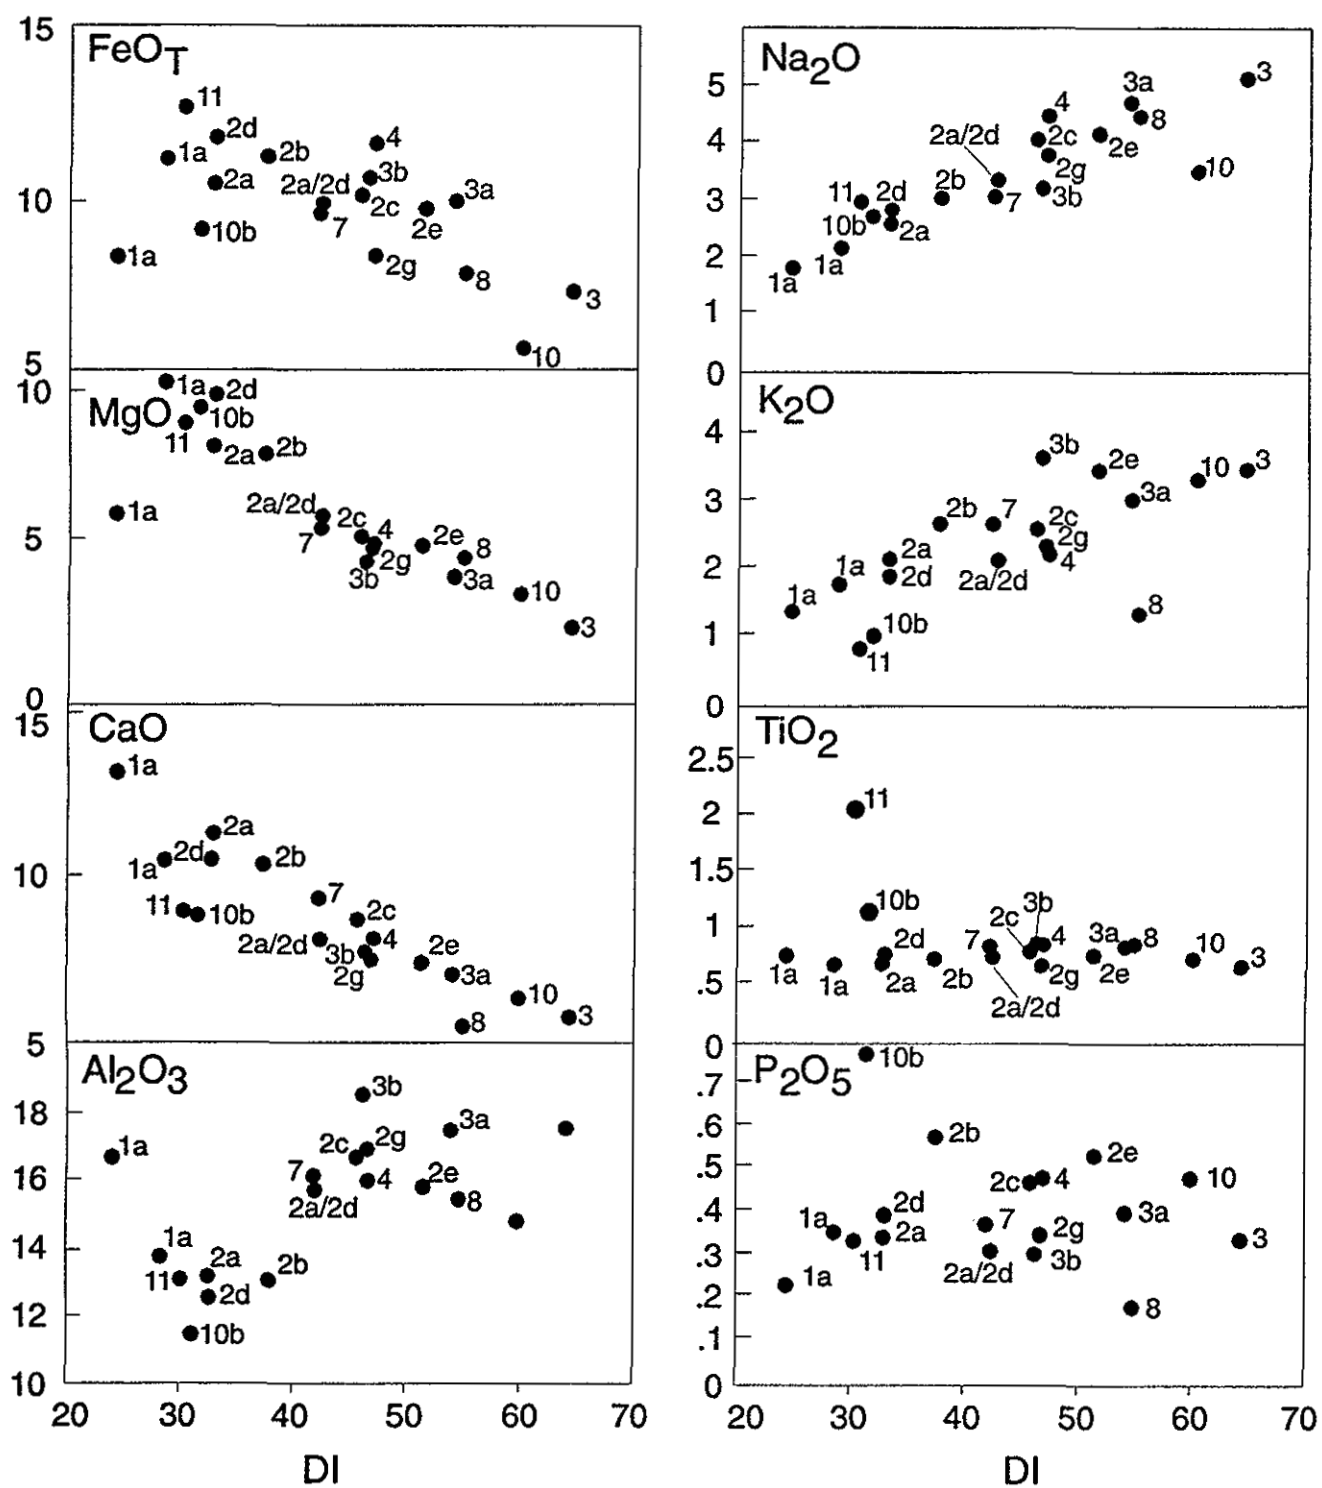 15
FeOT
11
2d
1a
2b
4
2a
2a/2d
3b
10
2c
3a
10b
7
2e
1a
2g
8
3
10
5
10
1a
2d
MgO
10b
11
2a
2b
1a
2a/2d
2c
4
2e
8
5
7
2g
3b
3a
10
3
0
15
CaO
1a
2a
2d
1a
2b
10
11
10b
7
2c
2a/2d
3b
4
2e
2g
3a
10
8
3
5
Al2O3
3b
18
3a
1a
2c
2g
7
16
4
2e
2a/2d
8
1a
14
2a
11
2b
2d
12
10b
10
20
30
40
50
60
70
DI
Na2O
3
3a
5
4
8
2a/2d
2c
4
2e
2g
10
2b
11
2d
3
7
3b
10b
2a
2
1a
1a
1
0
K2O
4
3b
2e
10
3
3a
3
2b
7
2c
2g
2a
2
1a
2d
2a/2d
4
1a
8
10b
1
11
0
TiO2
2.5
11
2
1.5
10b
3b
1
2c
2d
7
4
3a
8
10
1a
1a
2a
2b
2g
2e
3
.5
2a/2d
0
P2O5
10b
.7
.6
2b
2e
.5
2c
4
10
.4
1a
2d
2a
7
3a
2g
3
.3
11
2a/2d
3b
1a
.2
8
.1
0
20
30
40
50
60
70
DI